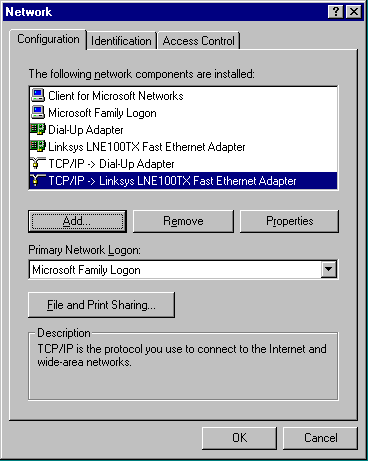 Network
Configuration Identification Access Control
The following network components are installed:
Client for Microsoft Networks
Microsoft Family Logon
Dial-Up Adapter
Linksys LNE100TX Fast Ethernet Adapter
TCP/IP -> Dial-Up Adapter
TCP/IP -> Linksys LNE100TX Fast Ethernet Adapter
Add... Remove Properties
Primary Network Logon:
Microsoft Family Logon
File and Print Sharing...
Description
TCP/IP is the protocol you use to connect to the Internet and
wide-area networks.
OK Cancel